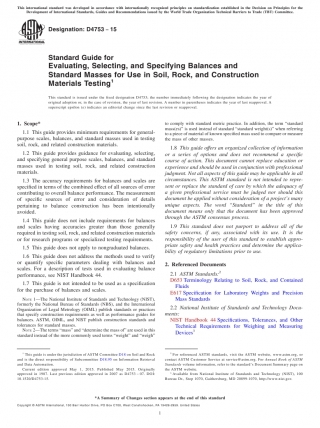 This international standard was developed in accordance with internationally recognized principles on standardization established in the Decision on Principles for the
Development of International Standards, Guides and Recommendations issued by the World Trade Organization Technical Barriers to Trade (TBT) Committee.
Designation: D4753 − 15
Standard Guide for
Evaluating, Selecting, and Specifying Balances and
Standard Masses for Use in Soil, Rock, and Construction
Materials Testing1
This standard is issued under the fixed designation D4753; the number immediately following the designation indicates the year of
original adoption or, in the case of revision, the year of last revision. A number in parentheses indicates the year of last reapproval. A
superscript epsilon (ε) indicates an editorial change since the last revision or reapproval.
1. Scope*
1.1 This guide provides minimum requirements for general-
purpose scales, balances, and standard masses used in testing
soil, rock, and related construction materials.
1.2 This guide provides guidance for evaluating, selecting,
and specifying general purpose scales, balances, and standard
masses used in testing soil, rock, and related construction
materials.
1.3 The accuracy requirements for balances and scales are
specified in terms of the combined effect of all sources of error
contributing to overall balance performance. The measurement
of specific sources of error and consideration of details
pertaining to balance construction has been intentionally
avoided.
1.4 This guide does not include requirements for balances
and scales having accuracies greater than those generally
required in testing soil, rock, and related construction materials
or for research programs or specialized testing requirements.
1.5 This guide does not apply to nongraduated balances.
1.6 This guide does not address the methods used to verify
or quantify specific parameters dealing with balances and
scales. For a description of tests used in evaluating balance
performance, see NIST Handbook 44.
1.7 This guide is not intended to be used as a specification
for the purchase of balances and scales.
NOTE 1—The National Institute of Standards and Technology (NIST),
formerly the National Bureau of Standards (NBS), and the International
Organization of Legal Metrology (OIML) publish standards or practices
that specify construction requirements as well as performance guides for
balances. ASTM, OIML, and NIST publish construction standards and
tolerances for standard masses.
NOTE 2—The terms "mass" and "determine the mass of" are used in this
standard instead of the more commonly used terms "weight" and "weigh"
to comply with standard metric practice. In addition, the term "standard
mass(es)" is used instead of standard "standard weight(s)" when referring
to a piece of material of known specified mass used to compare or measure
the mass of other masses.
1.8 This guide offers an organized collection of information
or a series of options and does not recommend a specific
course of action. This document cannot replace education or
experience and should be used in conjunction with professional
judgment. Not all aspects of this guide may be applicable in all
circumstances. This ASTM standard is not intended to repre-
sent or replace the standard of care by which the adequacy of
a given professional service must be judged nor should this
document be applied without consideration of a project's many
unique aspects. The word "Standard" in the title of this
document means only that the document has been approved
through the ASTM consensus process.
1.9 This standard does not purport to address all of the
safety concerns, if any, associated with its use. It is the
responsibility of the user of this standard to establish appro-
priate safety and health practices and determine the applica-
bility of regulatory limitations prior to use.
2. Referenced Documents
2.1 ASTM Standards:2
D653 Terminology Relating to Soil, Rock, and Contained
Fluids
E617 Specification for Laboratory Weights and Precision
Mass Standards
2.2 National Institute of Standards and Technology Docu-
ments:
NIST Handbook 44 Specifications, Tolerances, and Other
Technical Requirements for Weighing and Measuring
Devices3
1 This guide is under the jurisdiction of ASTM Committee D18 on Soil and Rock
and is the direct responsibility of Subcommittee D18.95 on Information Retrieval
and Data Automation.
Current edition approved May 1, 2015. Published May 2015. Originally
approved in 1987. Last previous edition approved in 2007 as D4753 – 07. DOI:
10.1520/D4753-15.
2 For referenced ASTM standards, visit the ASTM website, www.astm.org, or
contact ASTM Customer Service at service@astm.org. For Annual Book of ASTM
Standards volume information, refer to the standard's Document Summary page on
the ASTM website.
3 Available from National Institute of Standards and Technology (NIST), 100
Bureau Dr., Stop 1070, Gaithersburg, MD 20899-1070, http://www.nist.gov.
*A Summary of Changes section appears at the end of this standard
Copyright © ASTM International, 100 Barr Harbor Drive, PO Box C700, West Conshohocken, PA 19428-2959. United States
1